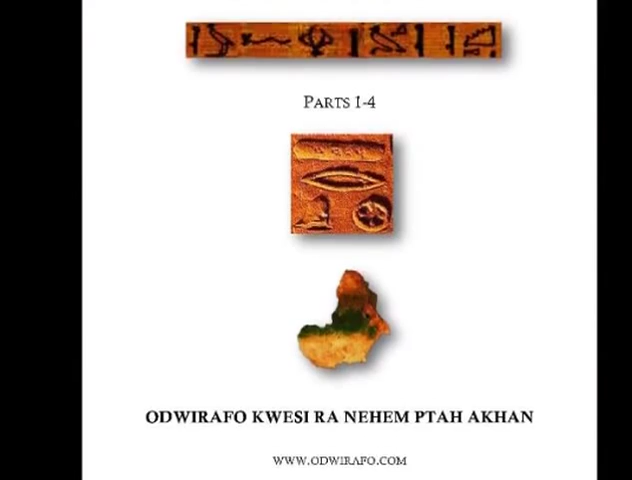 PARTS 1-4
ODWIRAFO KWESI RA NEHEM PTAH AKHAN
WWW.ODWIRAFO.COM